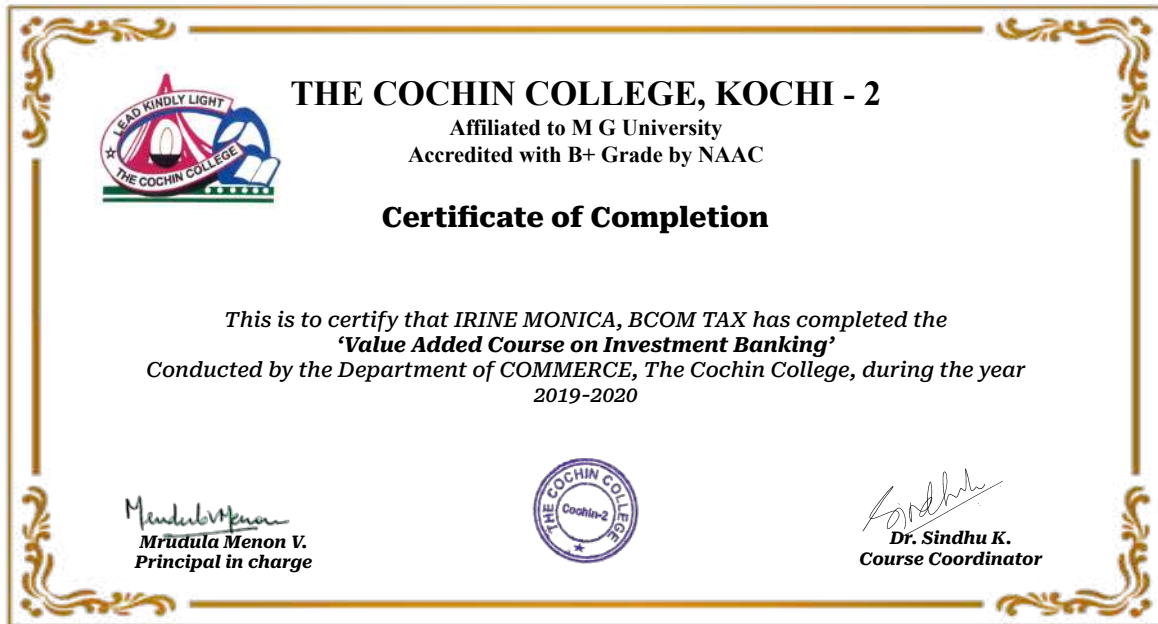 LEAD KINDLY LIGHT
THE COCHIN COLLEGE
THE COCHIN COLLEGE, KOCHI - 2
Affiliated to M G University
Accredited with B+ Grade by NAAC
Certificate of Completion
This is to certify that IRINE MONICA, BCOM TAX has completed the
‘Value Added Course on Investment Banking’
Conducted by the Department of COMMERCE, The Cochin College, during the year
2019-2020
THE COCHIN COLLEGE
Cochin-2
Sindhu
Mrudula Menon V.
Principal in charge
Dr. Sindhu K.
Course Coordinator